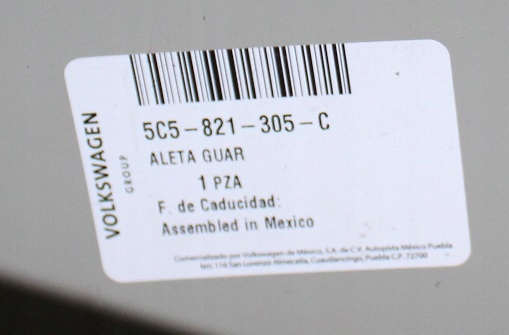 VOLKSWAGEN
GROUP
5C5-821-305-C
ALETA GUAR
1 PZA
F. de Caducidad:
Assembled in Mexico
Comercializado por Volkswagen de México, S.A. de C.V. Autopista México Puebla
km. 116 San Lorenzo Almecatla, Cuautlancingo, Puebla C.P. 72700